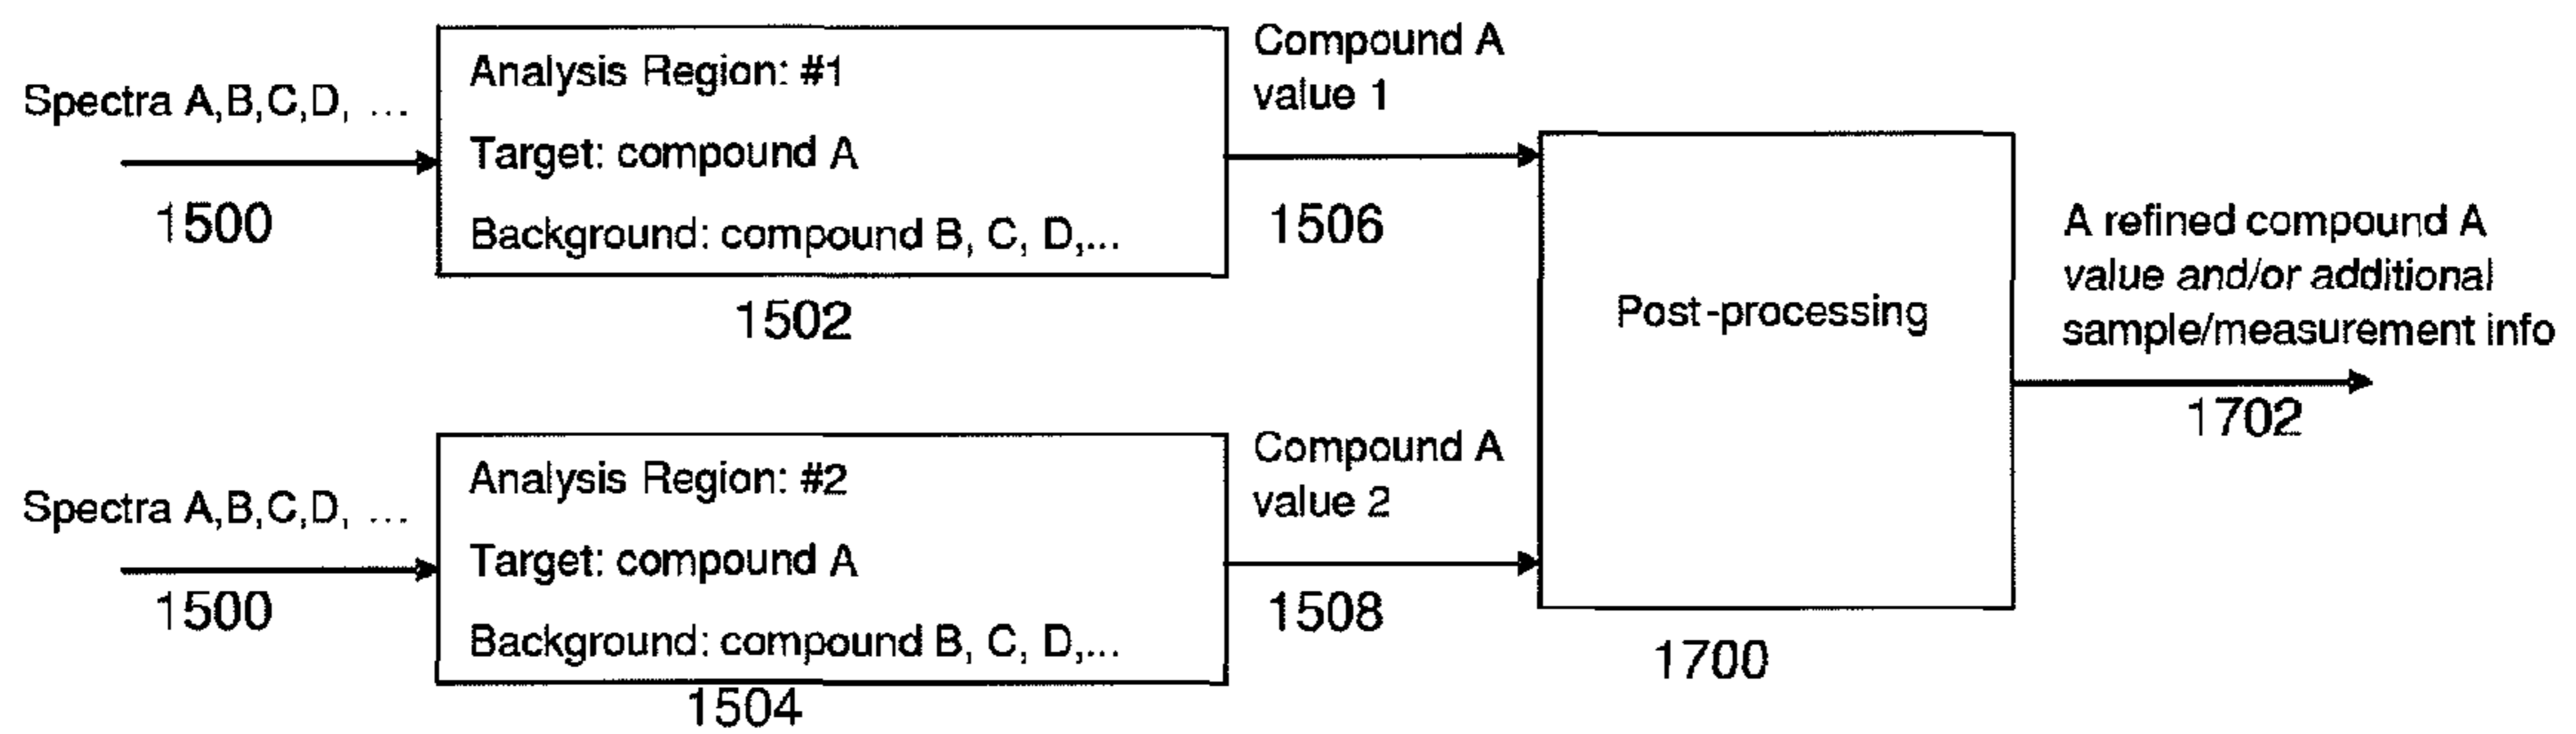 Spectra A,B,C,D, ...
1500
Analysis Region: #1
Target: compound A
Background: compound B, C, D,...
1502
Compound A
value 1
1506
Spectra A,B,C,D, ...
1500
Analysis Region: #2
Target: compound A
Background: compound B, C, D,...
1504
Compound A
value 2
1508
Post-processing
1700
A refined compound A
value and/or additional
sample/measurement info
1702